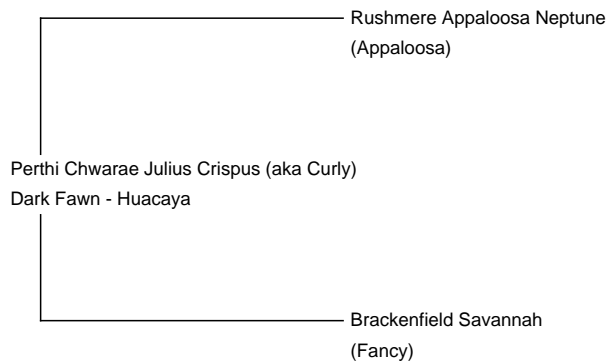 Rushmere Appaloosa Neptune
(Appaloosa)
Perthi Chwarae Julius Crispus (aka Curly)
Dark Fawn - Huacaya
Brackenfield Savannah
(Fancy)